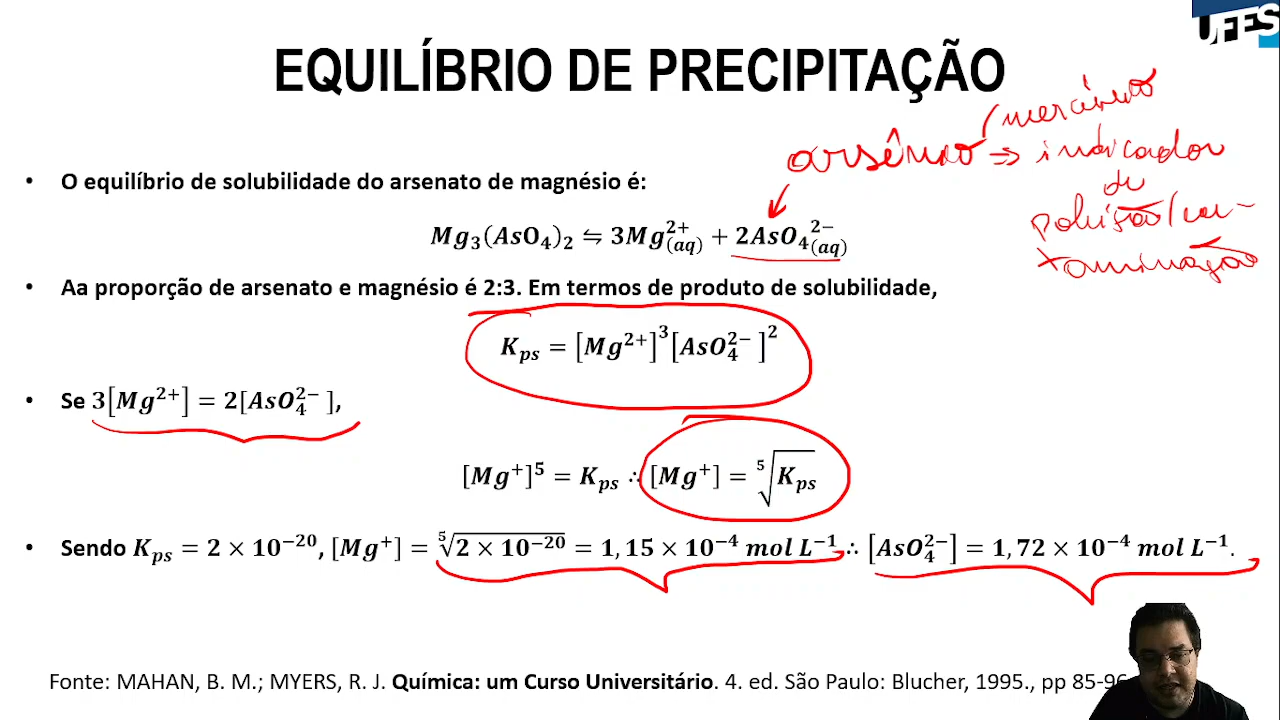 UFES
EQUILÍBRIO DE PRECIPITAÇÃO
/mercúrio
arsênio => indicador
de
poluição/con-
taminação
• O equilíbrio de solubilidade do arsenato de magnésio é:
Mg₃(AsO₄)₂ ⇋ 3Mg²⁺(aq) + 2AsO₄²⁻(aq)
• Aa proporção de arsenato e magnésio é 2:3. Em termos de produto de solubilidade,
Kps = [Mg²⁺]³[AsO₄²⁻]²
• Se 3[Mg²⁺] = 2[AsO₄²⁻],
[Mg⁺]⁵ = Kps ∴ [Mg⁺] = ⁵√Kps
• Sendo Kps = 2 × 10⁻²⁰, [Mg⁺] = ⁵√2 × 10⁻²⁰ = 1,15 × 10⁻⁴ mol L⁻¹ ∴ [AsO₄²⁻] = 1,72 × 10⁻⁴ mol L⁻¹.
Fonte: MAHAN, B. M.; MYERS, R. J. Química: um Curso Universitário. 4. ed. São Paulo: Blucher, 1995., pp 85-96